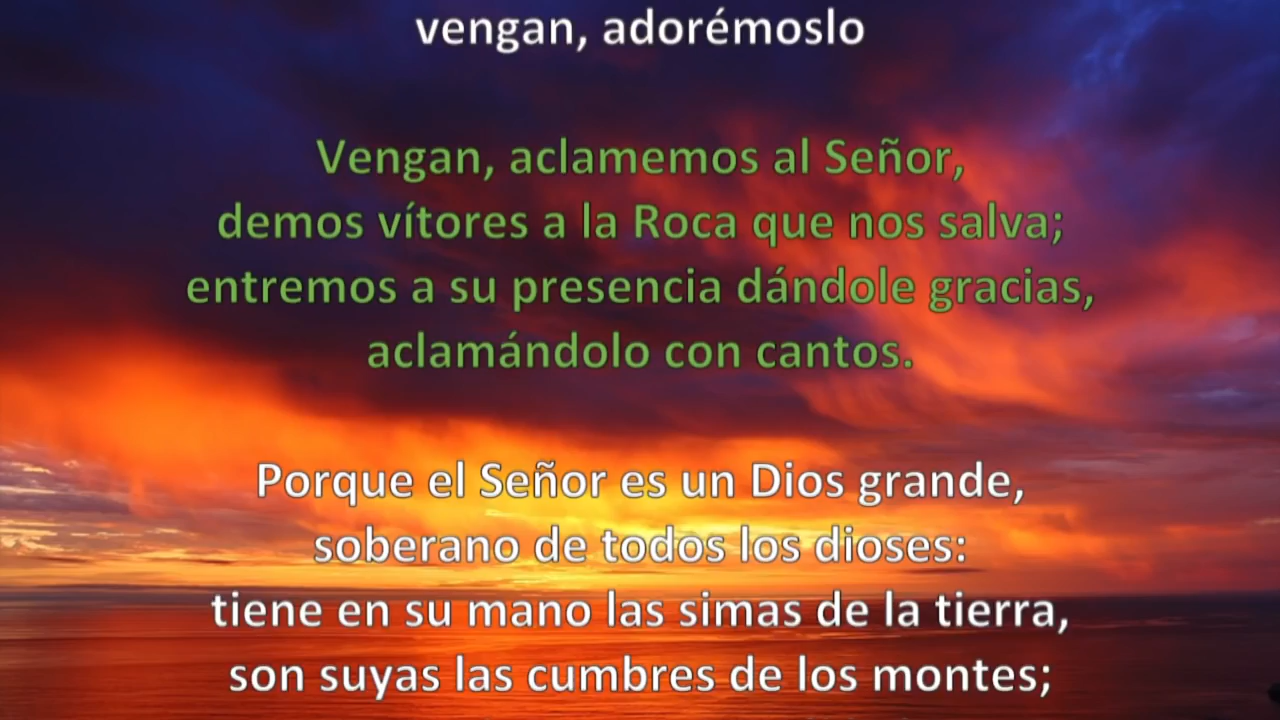 vengan, adorémoslo
Vengan, aclamemos al Señor,
demos vítores a la Roca que nos salva;
entremos a su presencia dándole gracias,
aclamándolo con cantos.
Porque el Señor es un Dios grande,
soberano de todos los dioses:
tiene en su mano las simas de la tierra,
son suyas las cumbres de los montes;